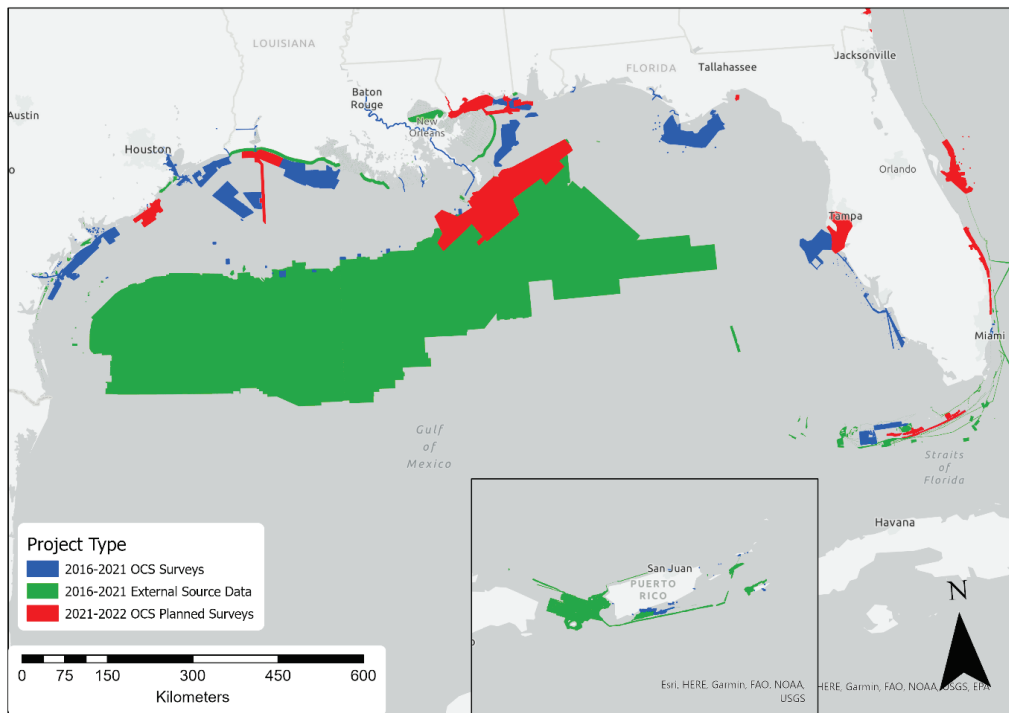 LOUISIANA
FLORIDA
Tallahassee
Jacksonville
Baton
Rouge
Austin
New
Orleans
Houston
Orlando
o
Tampa
Miami
Gulf
of
Mexico
Straits
of
Florida
Havana
San Juan
PUERTO
RICO
Project Type
2016-2021 OCS Surveys
2016-2021 External Source Data
2021-2022 OCS Planned Surveys
N
0 75 150 300 450 600
Kilometers
Esri, HERE, Garmin, FAO, NOAA,
USGS
HERE, Garmin, FAO, NOAA, USGS, EPA